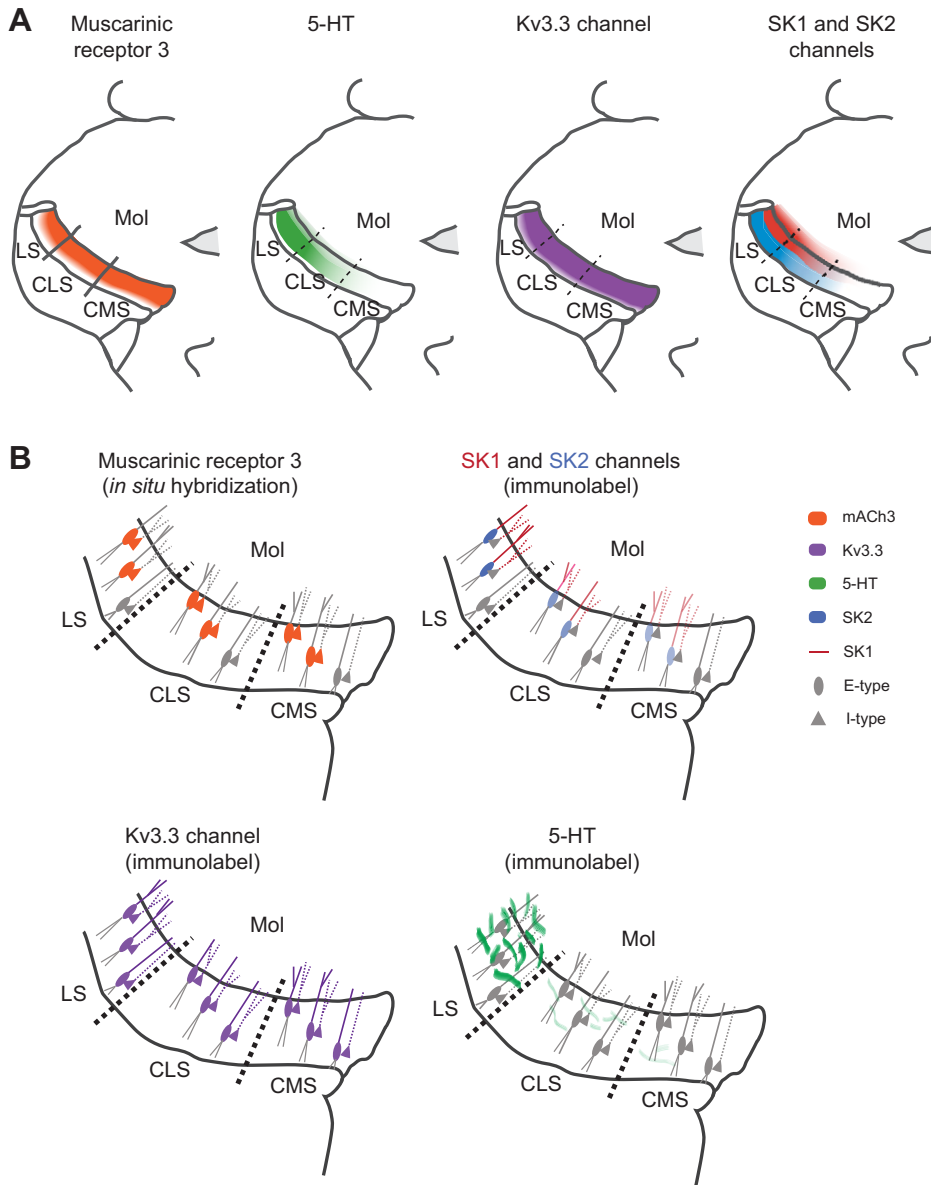 A
Muscarinic
receptor 3
5-HT
Kv3.3 channel
SK1 and SK2
channels
Mol
LS
CLS
CMS
Mol
LS
CLS
CMS
Mol
LS
CLS
CMS
Mol
LS
CLS
CMS
B
Muscarinic receptor 3
(in situ hybridization)
Mol
LS
CLS
CMS
SK1 and SK2 channels
(immunolabel)
Mol
LS
CLS
CMS
mACh3
Kv3.3
5-HT
SK2
SK1
E-type
I-type
Kv3.3 channel
(immunolabel)
Mol
LS
CLS
CMS
5-HT
(immunolabel)
Mol
LS
CLS
CMS